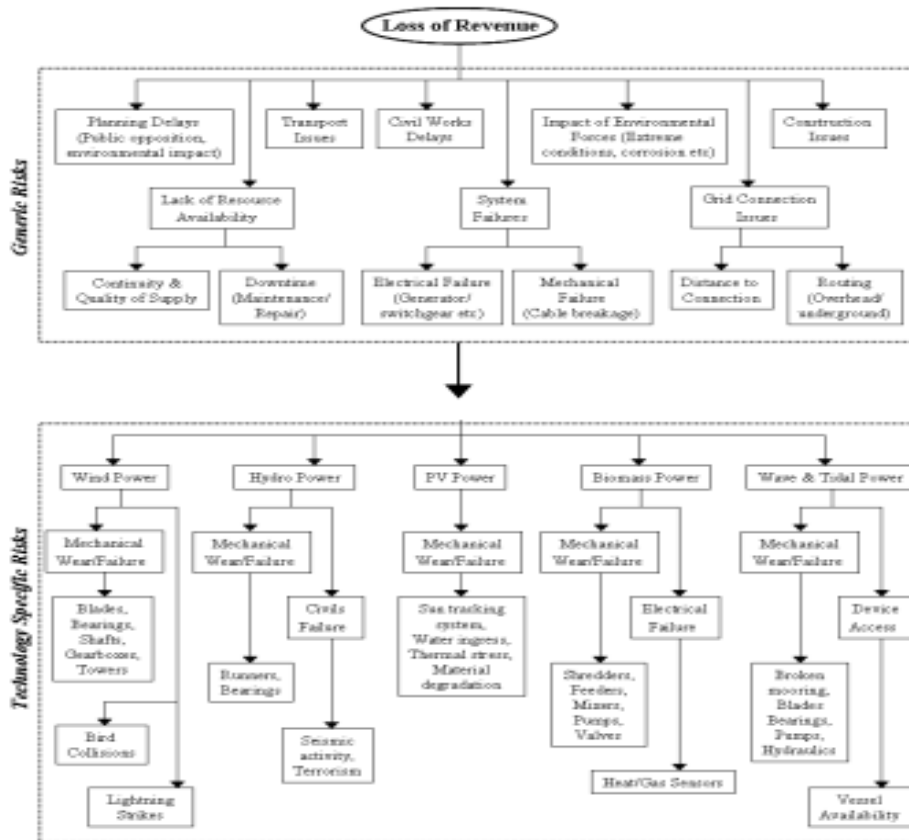 Loss of Revenue
Generic Risks
Planning Delays
(Public opposition,
environmental impact)
Transport
Issues
Civil Works
Delays
Impact of Environmental
Forces (Extreme
conditions, corrosion etc)
Construction
Issues
Lack of Resource
Availability
System
Failures
Grid Connection
Issues
Continuity &
Quality of Supply
Downtime
(Maintenance/
Repair)
Electrical Failure
(Generator/
switchgear etc)
Mechanical
Failure
(Cable breakage)
Distance to
Connection
Routing
(Overhead/
underground)
Technology Specific Risks
Wind Power
Hydro Power
PV Power
Biomass Power
Wave & Tidal Power
Mechanical
Wear/Failure
Mechanical
Wear/Failure
Mechanical
Wear/Failure
Mechanical
Wear/Failure
Mechanical
Wear/Failure
Blades,
Bearings,
Shafts,
Gearboxes,
Towers
Civils
Failure
Sun tracking
system,
Water ingress,
Thermal stress,
Material
degradation
Electrical
Failure
Device
Access
Runners,
Bearings
Shredders,
Feeders,
Mixers,
Pumps,
Valves
Broken
mooring,
Blades
Bearings,
Pumps,
Hydraulics
Bird
Collisions
Seismic
activity,
Terrorism
Heat/Gas Sensors
Lightning
Strikes
Vessel
Availability